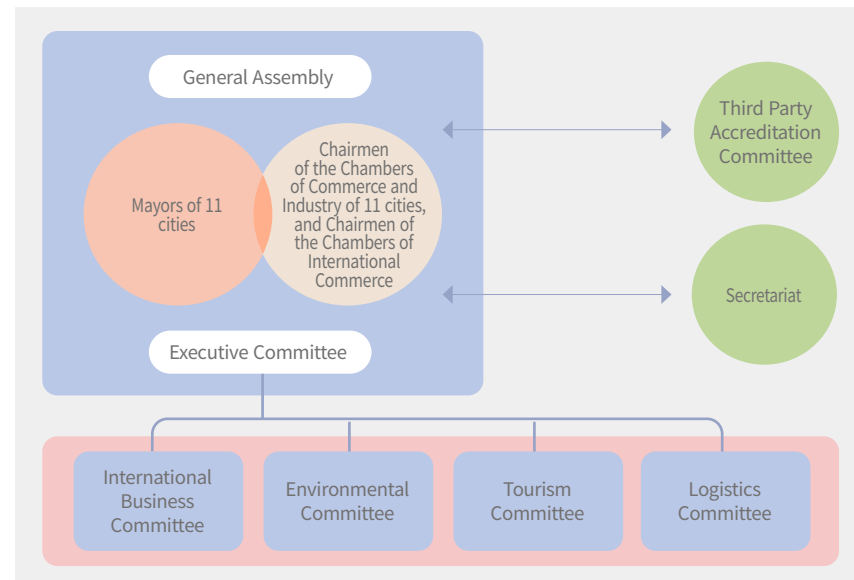 General Assembly
Mayors of 11
cities
Chairmen
of the Chambers
of Commerce and
Industry of 11 cities,
and Chairmen of
the Chambers of
International
Commerce
Third Party
Accreditation
Committee
Secretariat
Executive Committee
International
Business
Committee
Environmental
Committee
Tourism
Committee
Logistics
Committee